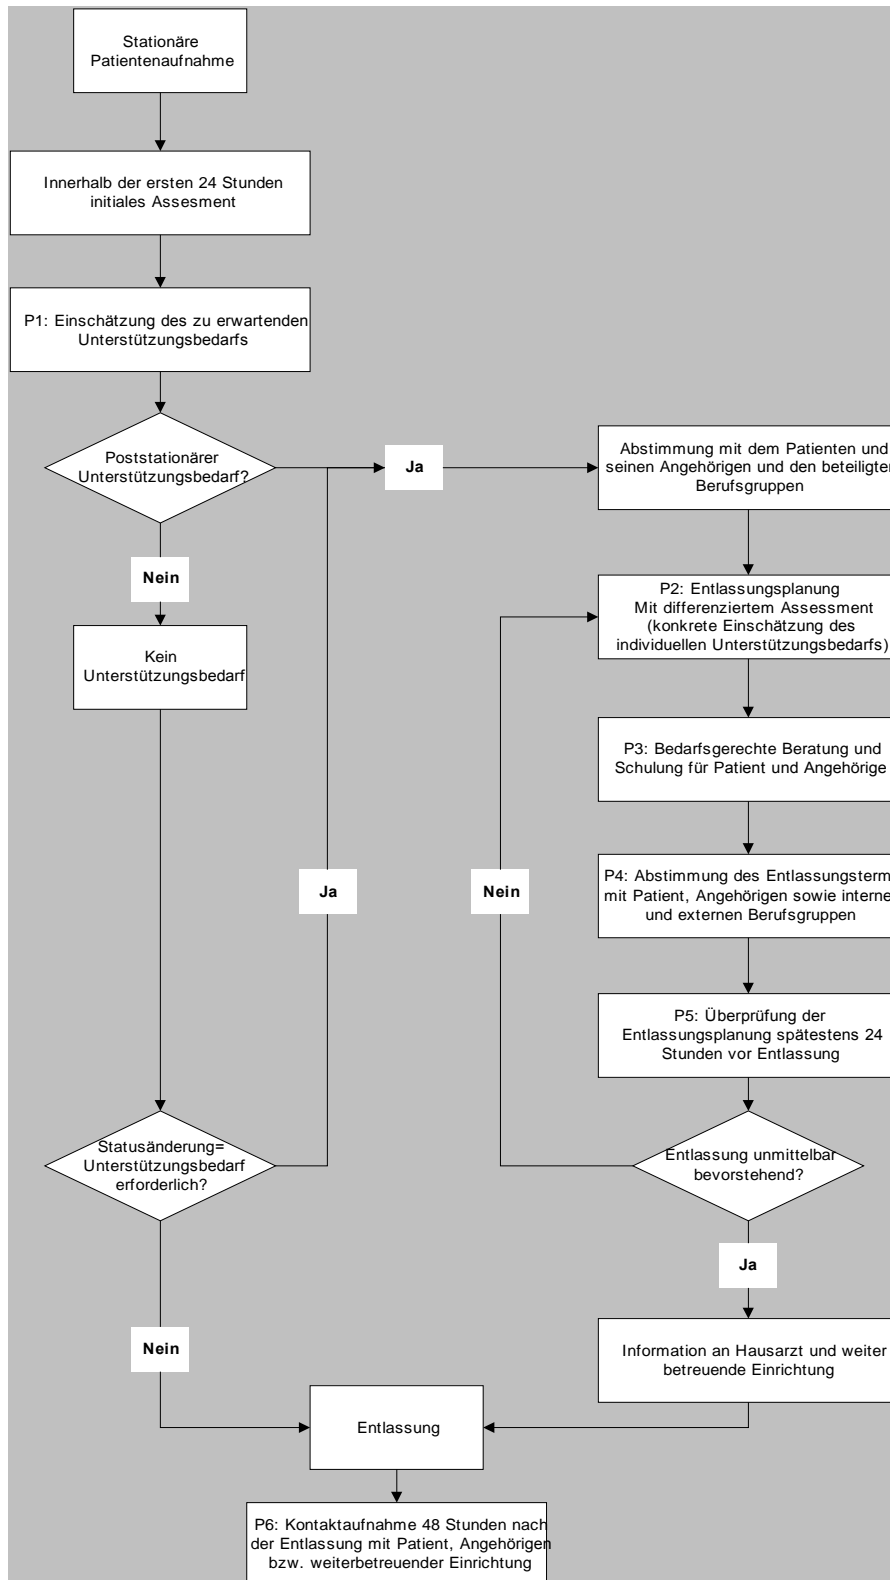 Stationäre
Patientenaufnahme
Innerhalb der ersten 24 Stunden
initiales Assesment
P1: Einschätzung des zu erwartenden
Unterstützungsbedarfs
Poststationärer
Unterstützungsbedarf?
Ja
Abstimmung mit dem Patienten und
seinen Angehörigen und den beteiligten
Berufsgruppen
Nein
Kein
Unterstützungsbedarf
P2: Entlassungsplanung
Mit differenziertem Assessment
(konkrete Einschätzung des
individuellen Unterstützungsbedarfs)
P3: Bedarfsgerechte Beratung und
Schulung für Patient und Angehörige
Ja
Nein
P4: Abstimmung des Entlassungsterm
mit Patient, Angehörigen sowie interne
und externen Berufsgruppen
P5: Überprüfung der
Entlassungsplanung spätestens 24
Stunden vor Entlassung
Statusänderung=
Unterstützungsbedarf
erforderlich?
Entlassung unmittelbar
bevorstehend?
Ja
Nein
Information an Hausarzt und weiter
betreuende Einrichtung
Entlassung
P6: Kontaktaufnahme 48 Stunden nach
der Entlassung mit Patient, Angehörigen
bzw. weiterbetreuender Einrichtung